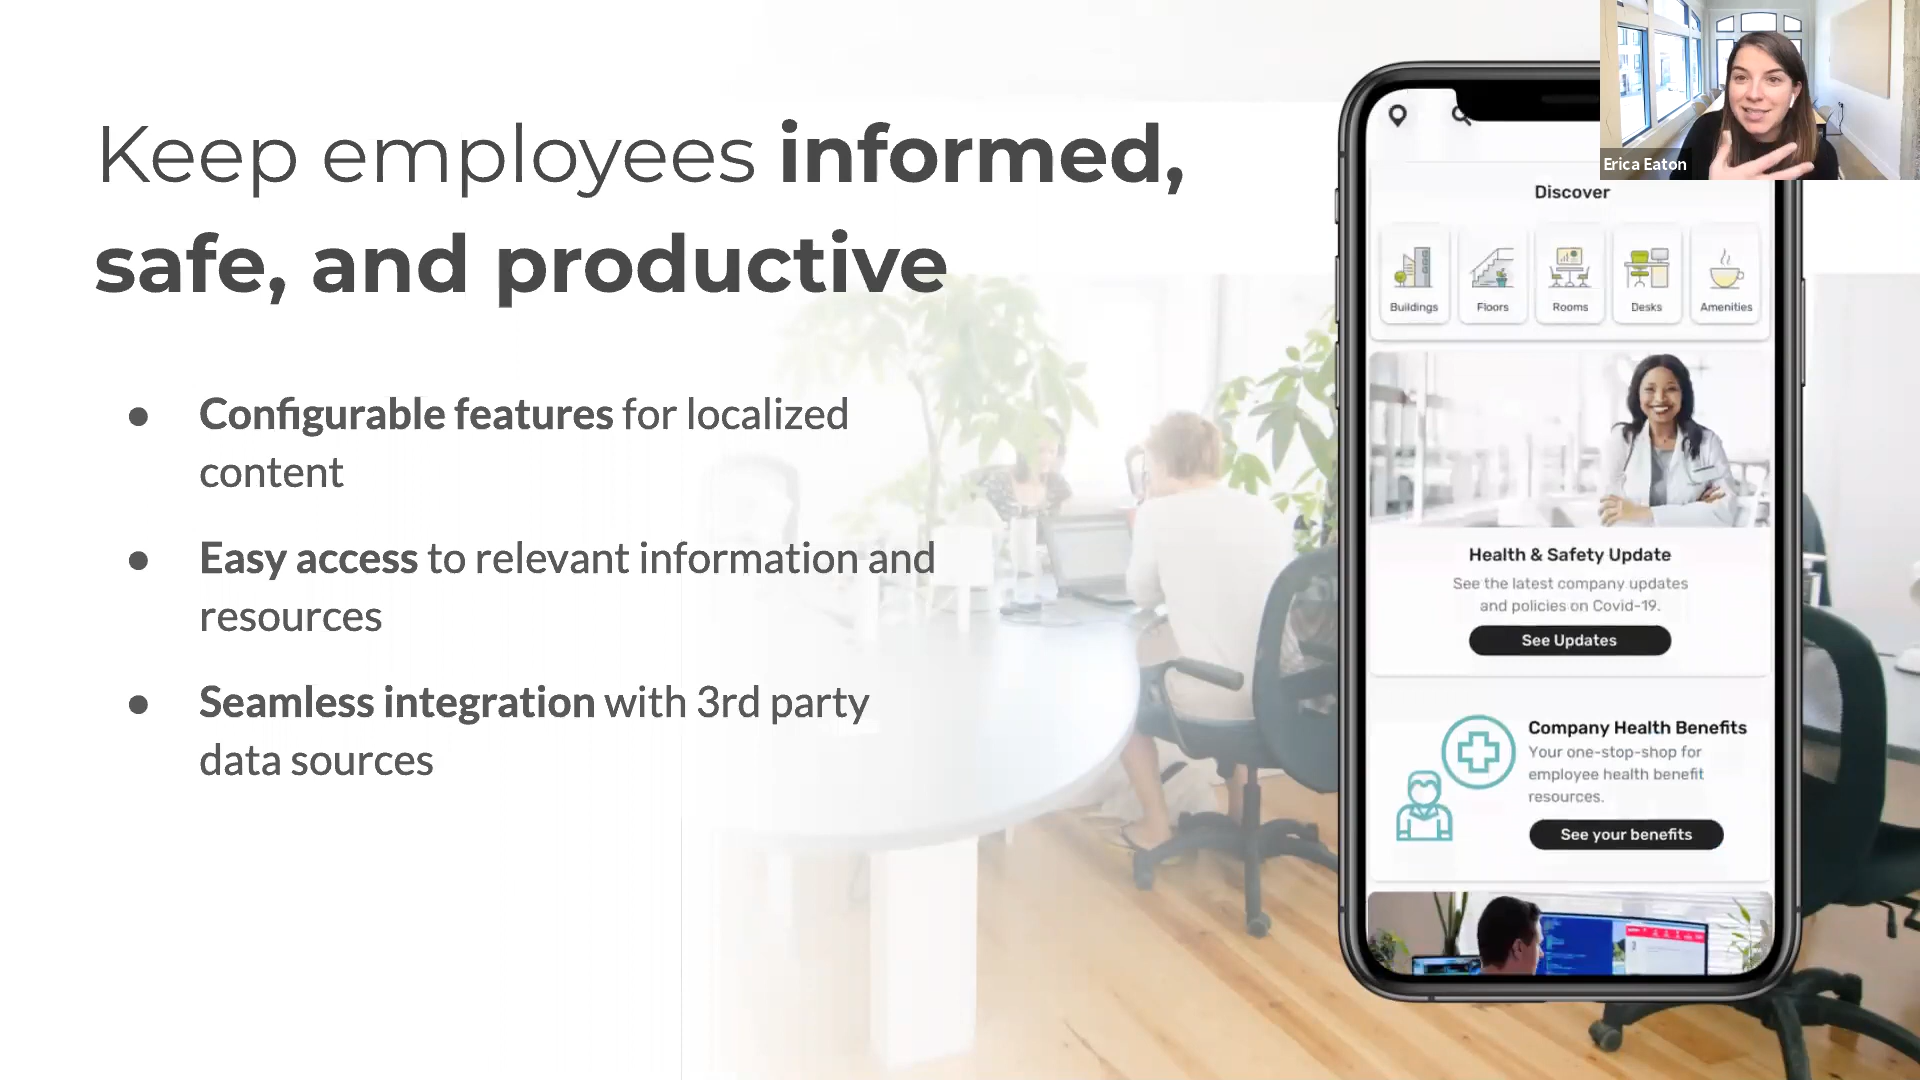 Keep employees informed,
safe, and productive
● Configurable features for localized
content
● Easy access to relevant information and
resources
● Seamless integration with 3rd party
data sources
Erica Eaton
Discover
Buildings
Floors
Rooms
Desks
Amenities
Health & Safety Update
See the latest company updates
and policies on Covid-19.
See Updates
Company Health Benefits
Your one-stop-shop for
employee health benefit
resources.
See your benefits